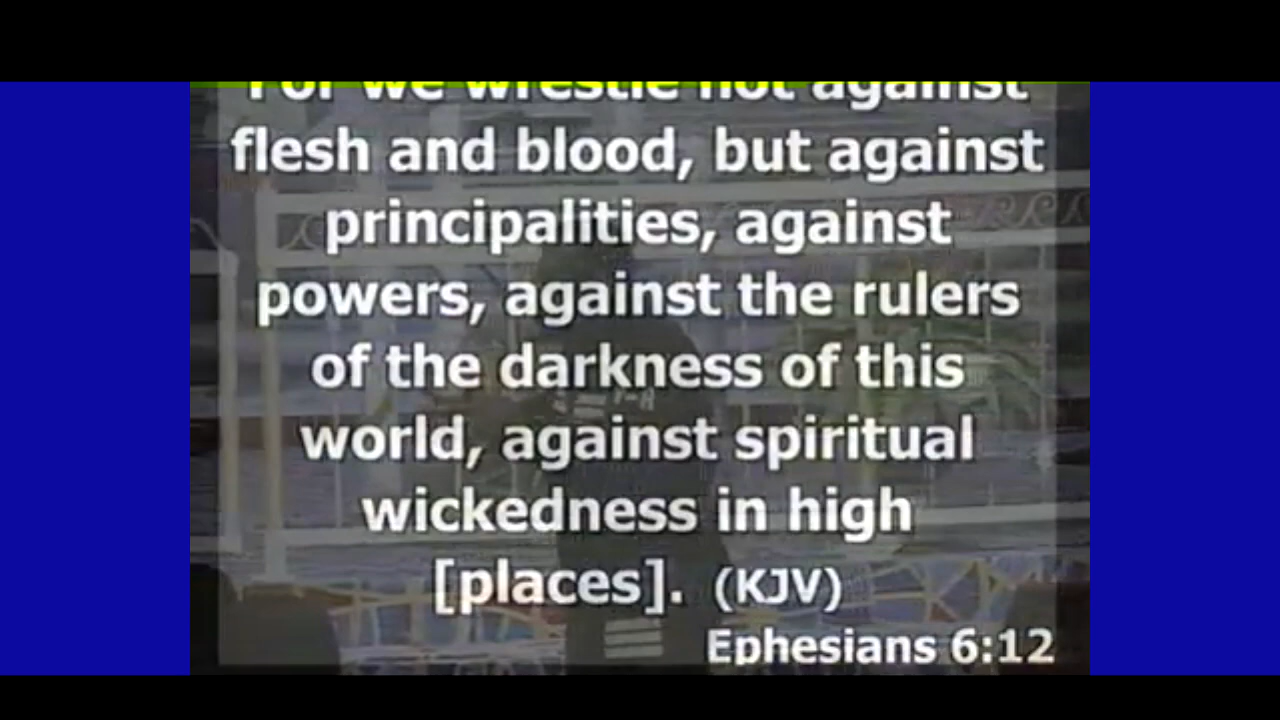 For we wrestle not against
flesh and blood, but against
principalities, against
powers, against the rulers
of the darkness of this
world, against spiritual
wickedness in high
[places]. (KJV)
Ephesians 6:12